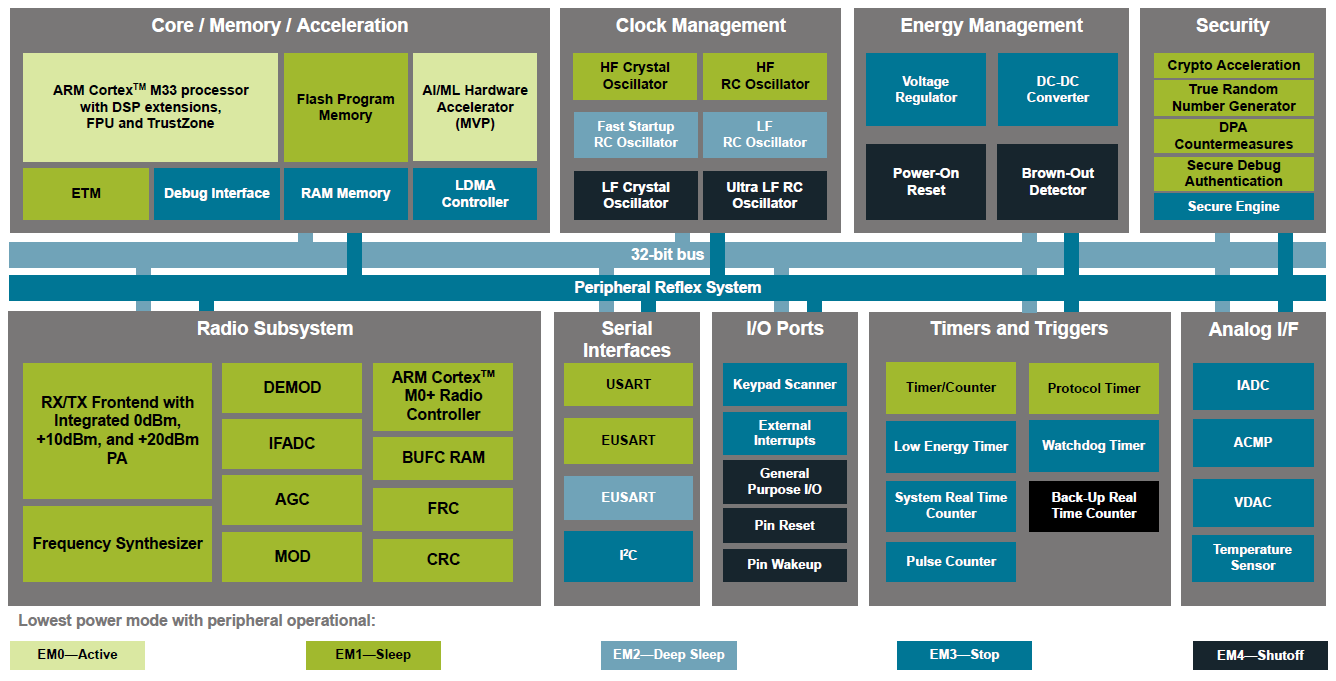 Core / Memory / Acceleration
ARM Cortex™ M33 processor
with DSP extensions,
FPU and TrustZone
Flash Program
Memory
AI/ML Hardware
Accelerator
(MVP)
ETM
Debug Interface
RAM Memory
LDMA
Controller
Clock Management
HF Crystal
Oscillator
HF
RC Oscillator
Fast Startup
RC Oscillator
LF
RC Oscillator
LF Crystal
Oscillator
Ultra LF RC
Oscillator
Energy Management
Voltage
Regulator
DC-DC
Converter
Power-On
Reset
Brown-Out
Detector
Security
Crypto Acceleration
True Random
Number Generator
DPA
Countermeasures
Secure Debug
Authentication
Secure Engine
32-bit bus
Peripheral Reflex System
Radio Subsystem
RX/TX Frontend with
Integrated 0dBm,
+10dBm, and +20dBm
PA
Frequency Synthesizer
DEMOD
IFADC
AGC
MOD
ARM Cortex™
M0+ Radio
Controller
BUFC RAM
FRC
CRC
Serial
Interfaces
USART
EUSART
EUSART
I²C
I/O Ports
Keypad Scanner
External
Interrupts
General
Purpose I/O
Pin Reset
Pin Wakeup
Timers and Triggers
Timer/Counter
Protocol Timer
Low Energy Timer
Watchdog Timer
System Real Time
Counter
Back-Up Real
Time Counter
Pulse Counter
Analog I/F
IADC
ACMP
VDAC
Temperature
Sensor
Lowest power mode with peripheral operational:
EM0—Active
EM1—Sleep
EM2—Deep Sleep
EM3—Stop
EM4—Shutoff